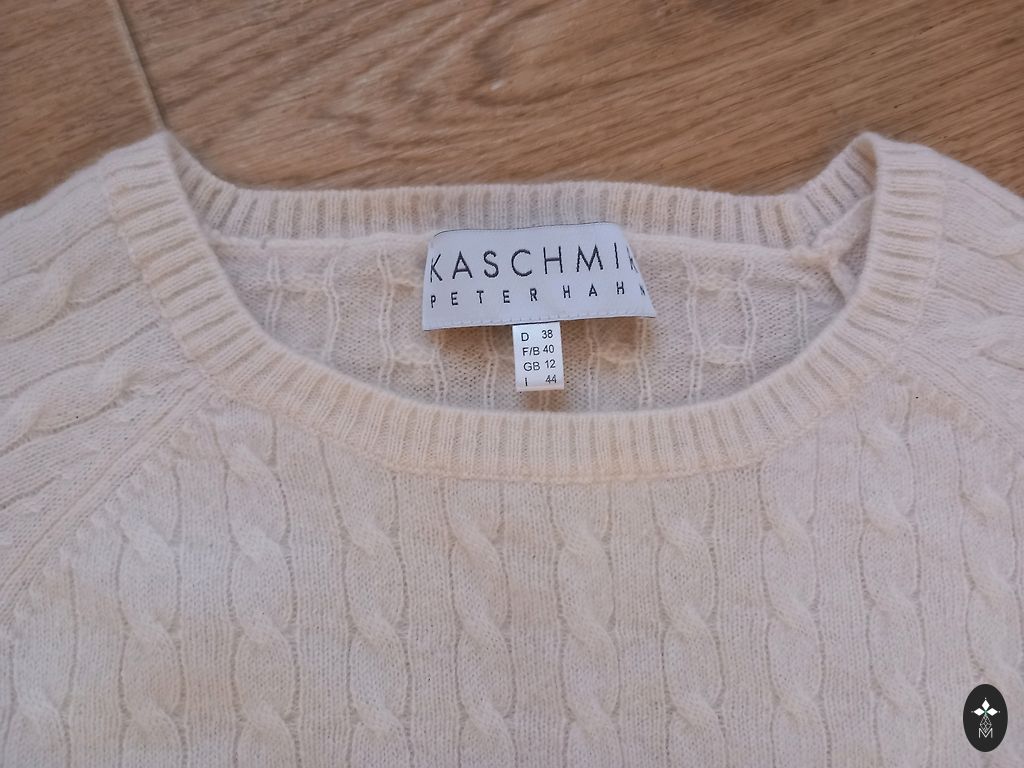 KASCHMIR
PETER HAHN
D 38
F/B 40
GB 12
I 44
M